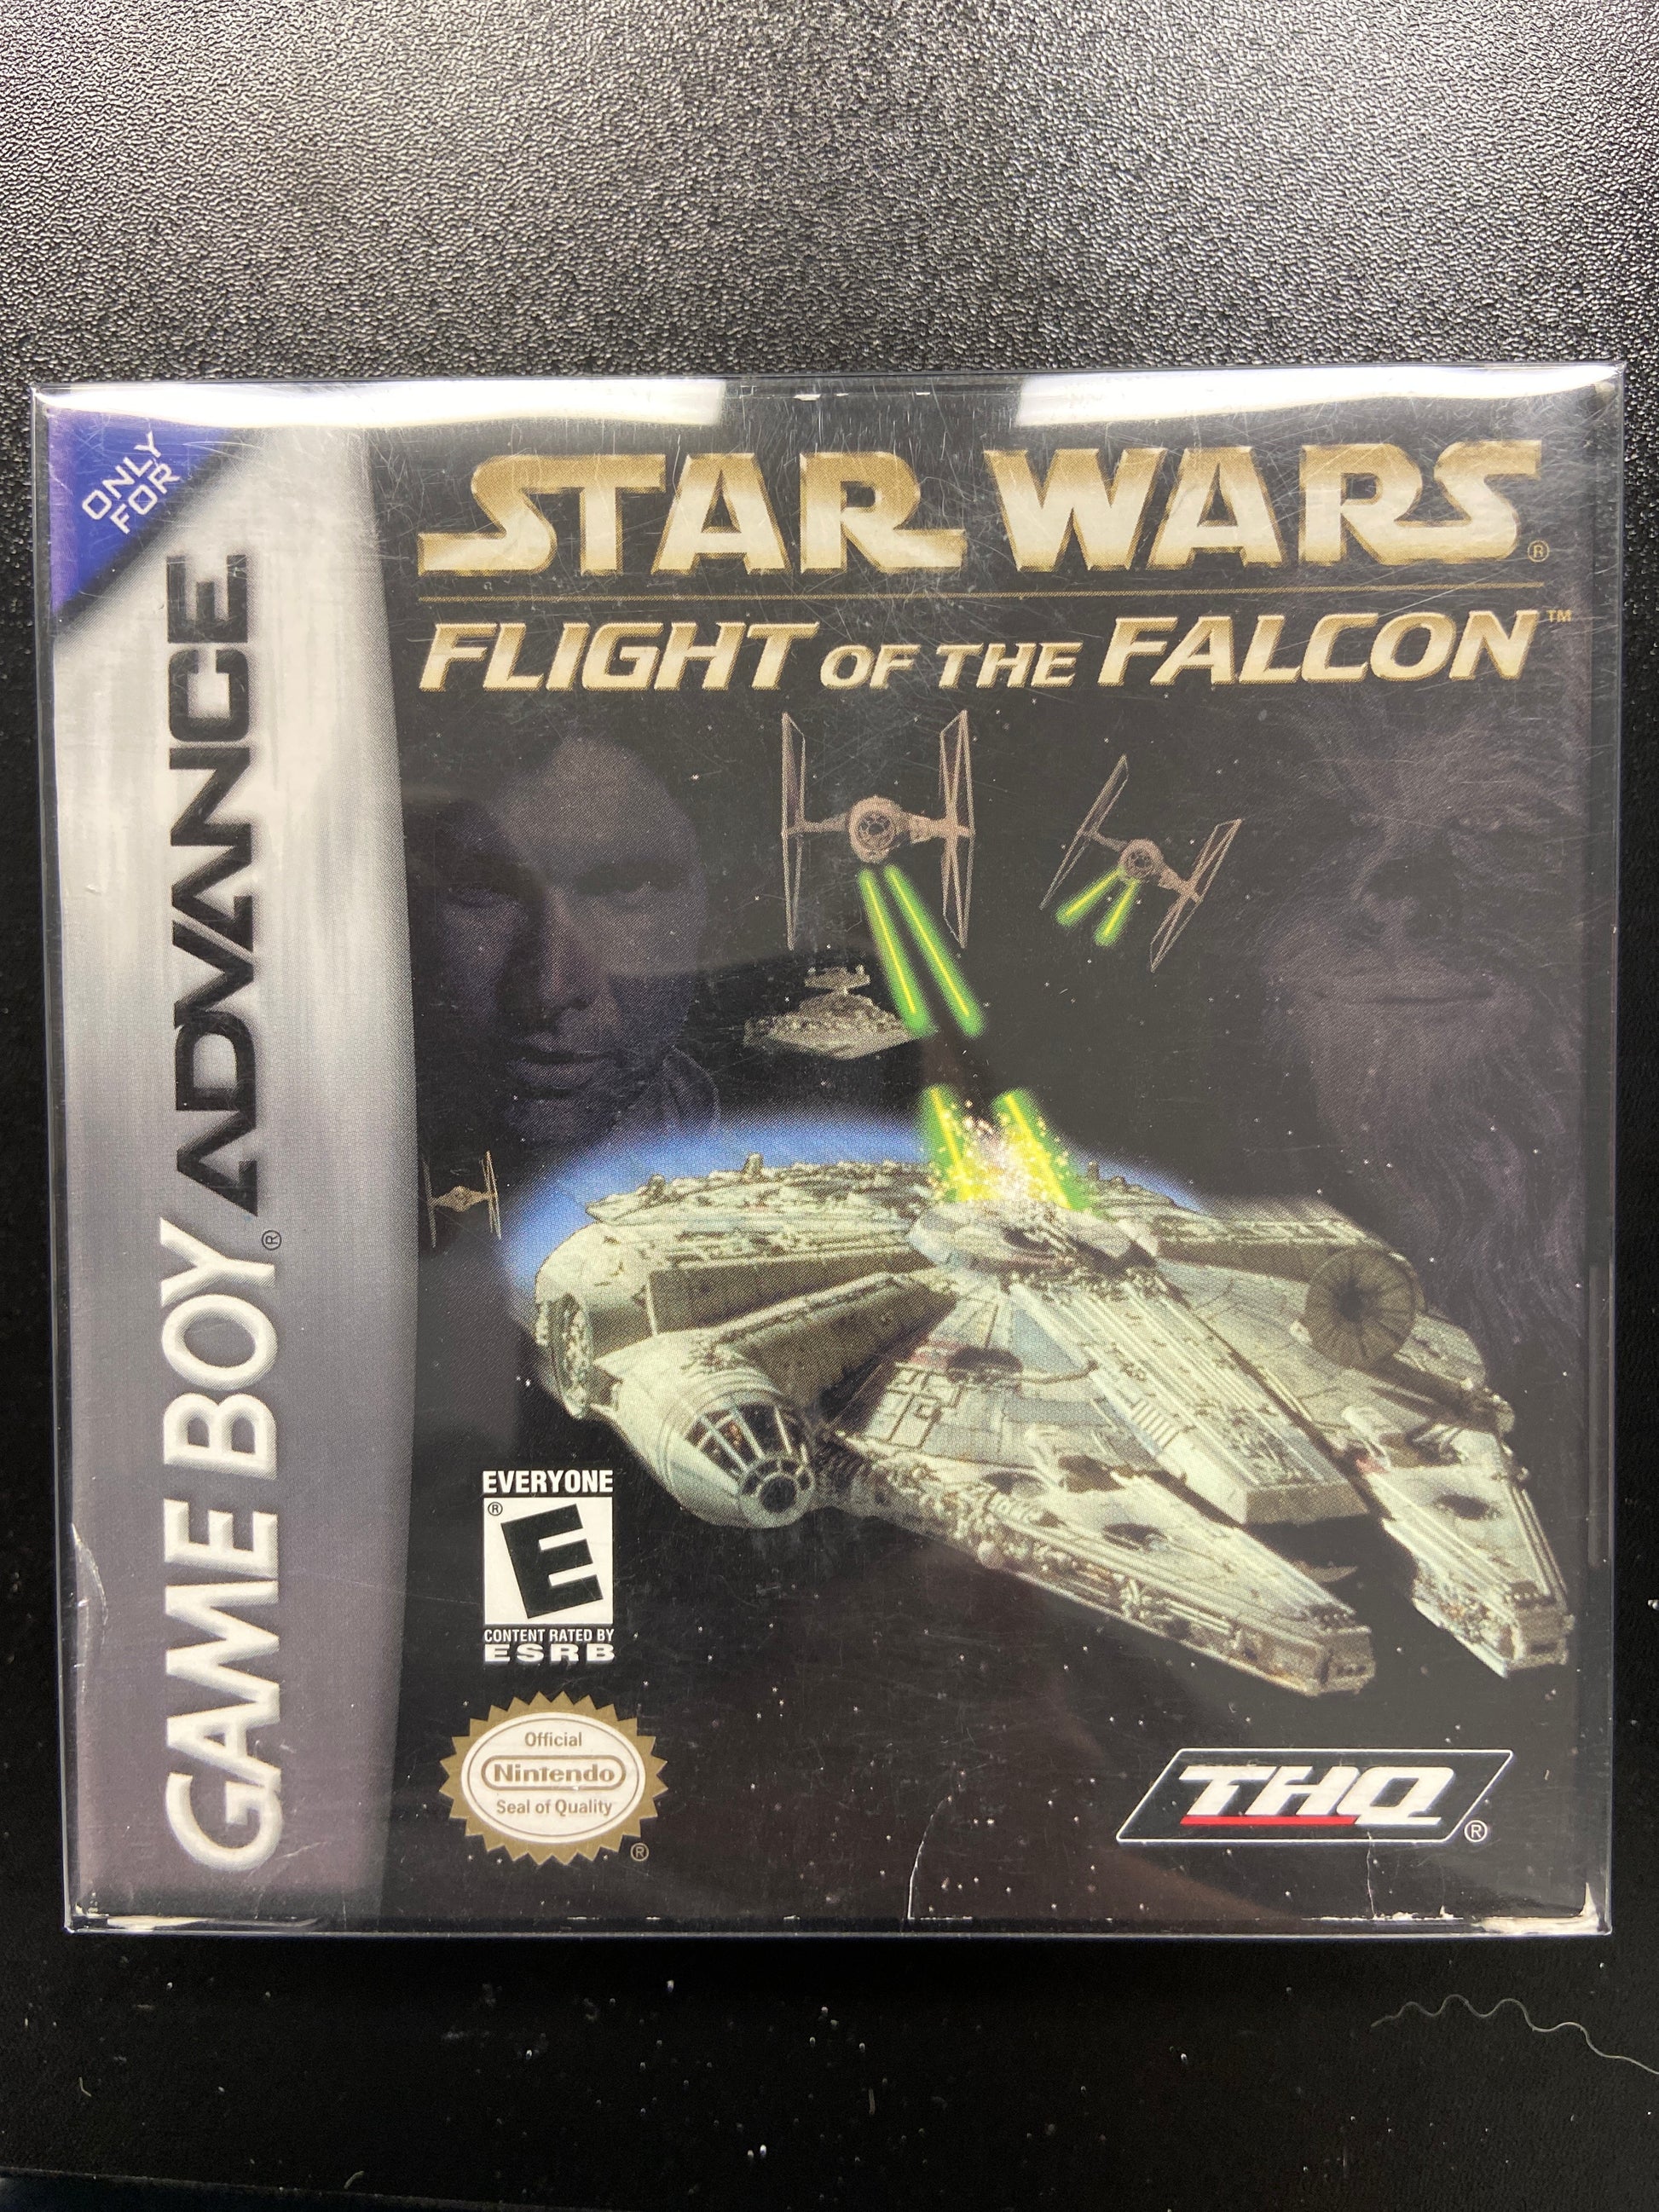 ONLY
FOR
GAME BOY ADVANCE®
STAR WARS®
FLIGHT OF THE FALCON™
EVERYONE
E®
CONTENT RATED BY
ESRB
Official
Nintendo
Seal of Quality
®
THQ®